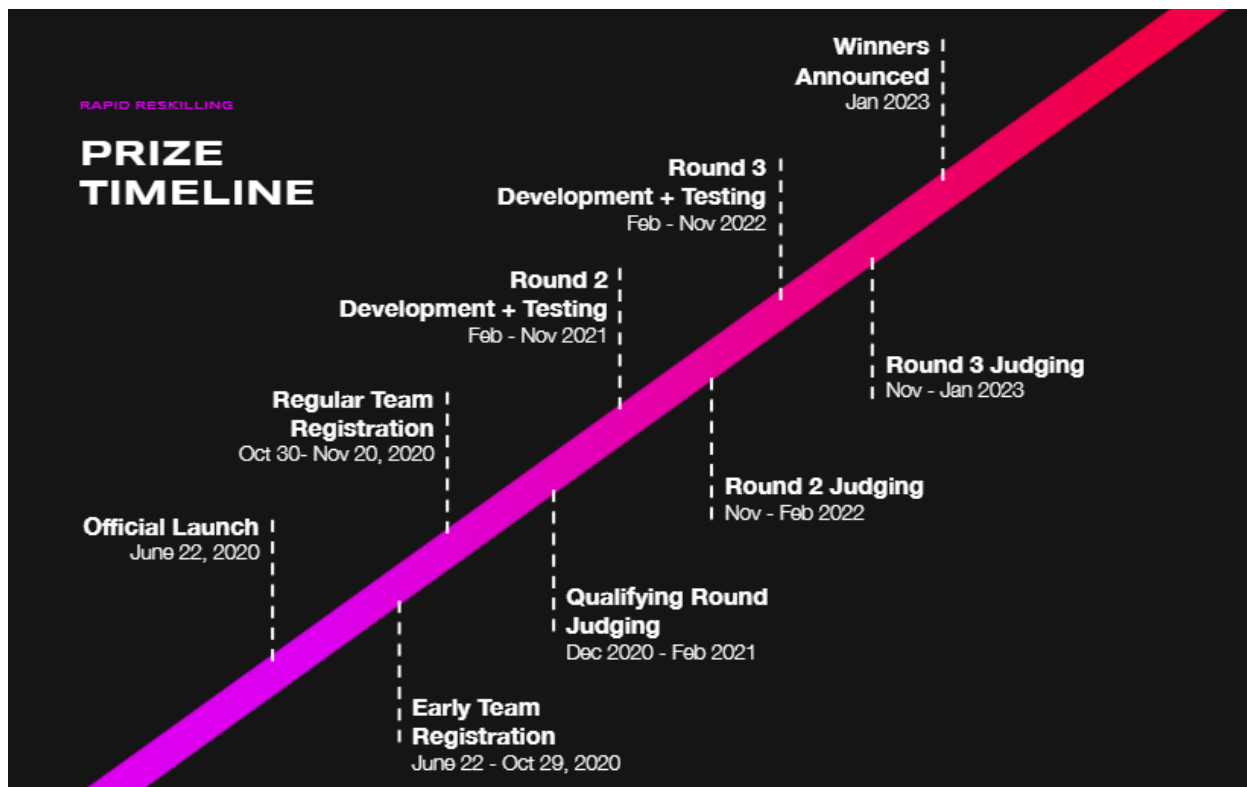 RAPID RESKILLING
PRIZE
TIMELINE
Winners
Announced
Jan 2023
Round 3
Development + Testing
Feb - Nov 2022
Round 2
Development + Testing
Feb - Nov 2021
Round 3 Judging
Nov - Jan 2023
Regular Team
Registration
Oct 30- Nov 20, 2020
Round 2 Judging
Nov - Feb 2022
Official Launch
June 22, 2020
Qualifying Round
Judging
Dec 2020 - Feb 2021
Early Team
Registration
June 22 - Oct 29, 2020